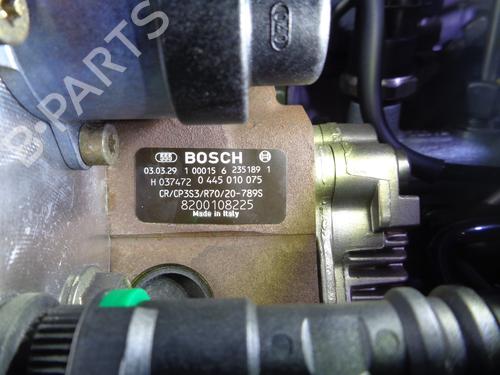 B-PARTS
BOSCH
03.03.29 1 00015 6 235189 1
H 037472 0 445 010 075
CR/CP3S3/R70/20-789S
8200108225
Made in Italy